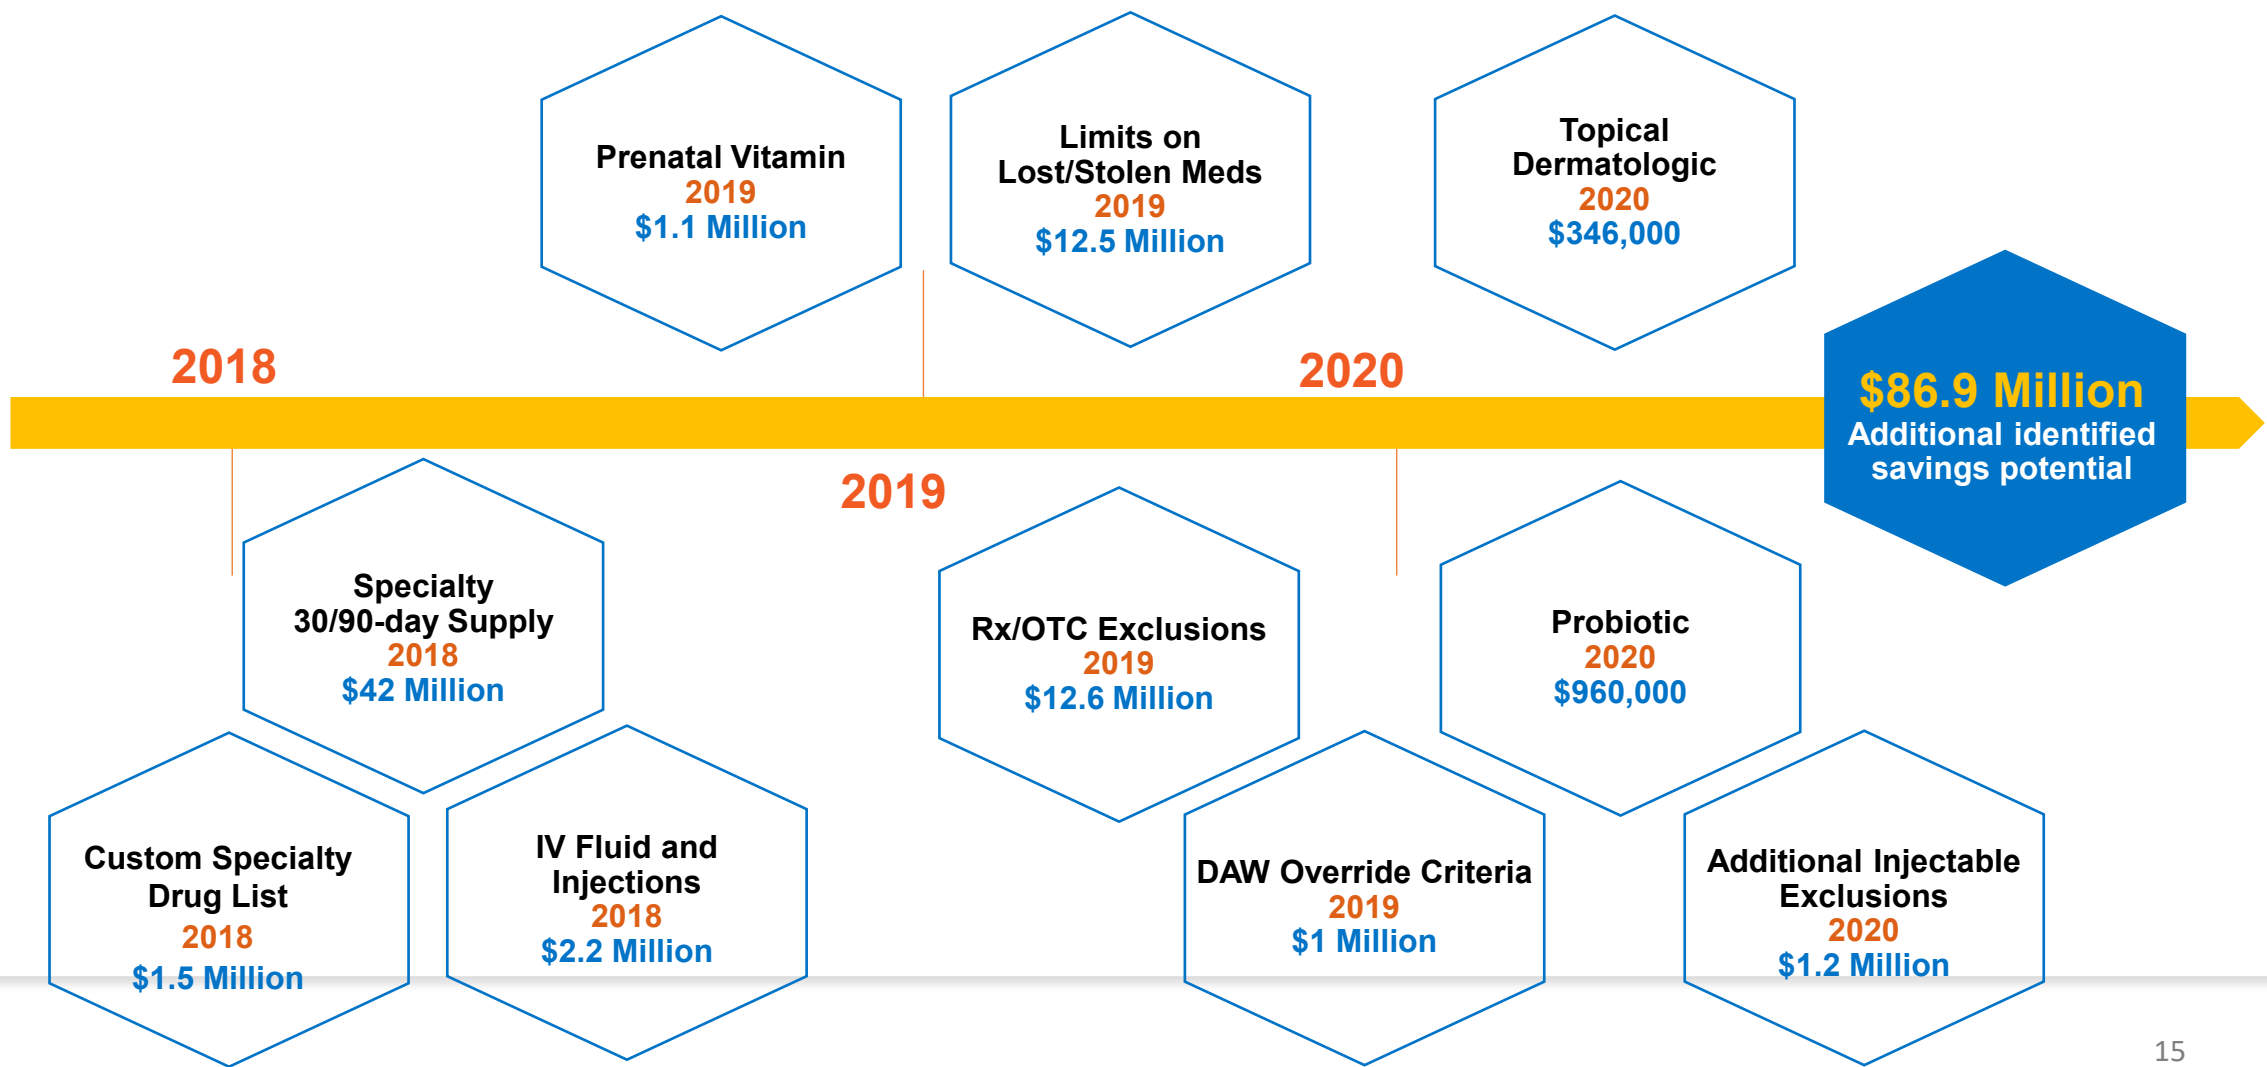 Prenatal Vitamin
2019
$1.1 Million
Limits on
Lost/Stolen Meds
2019
$12.5 Million
Topical
Dermatologic
2020
$346,000
2018
2020
$86.9 Million
Additional identified
savings potential
2019
Specialty
30/90-day Supply
2018
$42 Million
Rx/OTC Exclusions
2019
$12.6 Million
Probiotic
2020
$960,000
Custom Specialty
Drug List
2018
$1.5 Million
IV Fluid and
Injections
2018
$2.2 Million
DAW Override Criteria
2019
$1 Million
Additional Injectable
Exclusions
2020
$1.2 Million
15